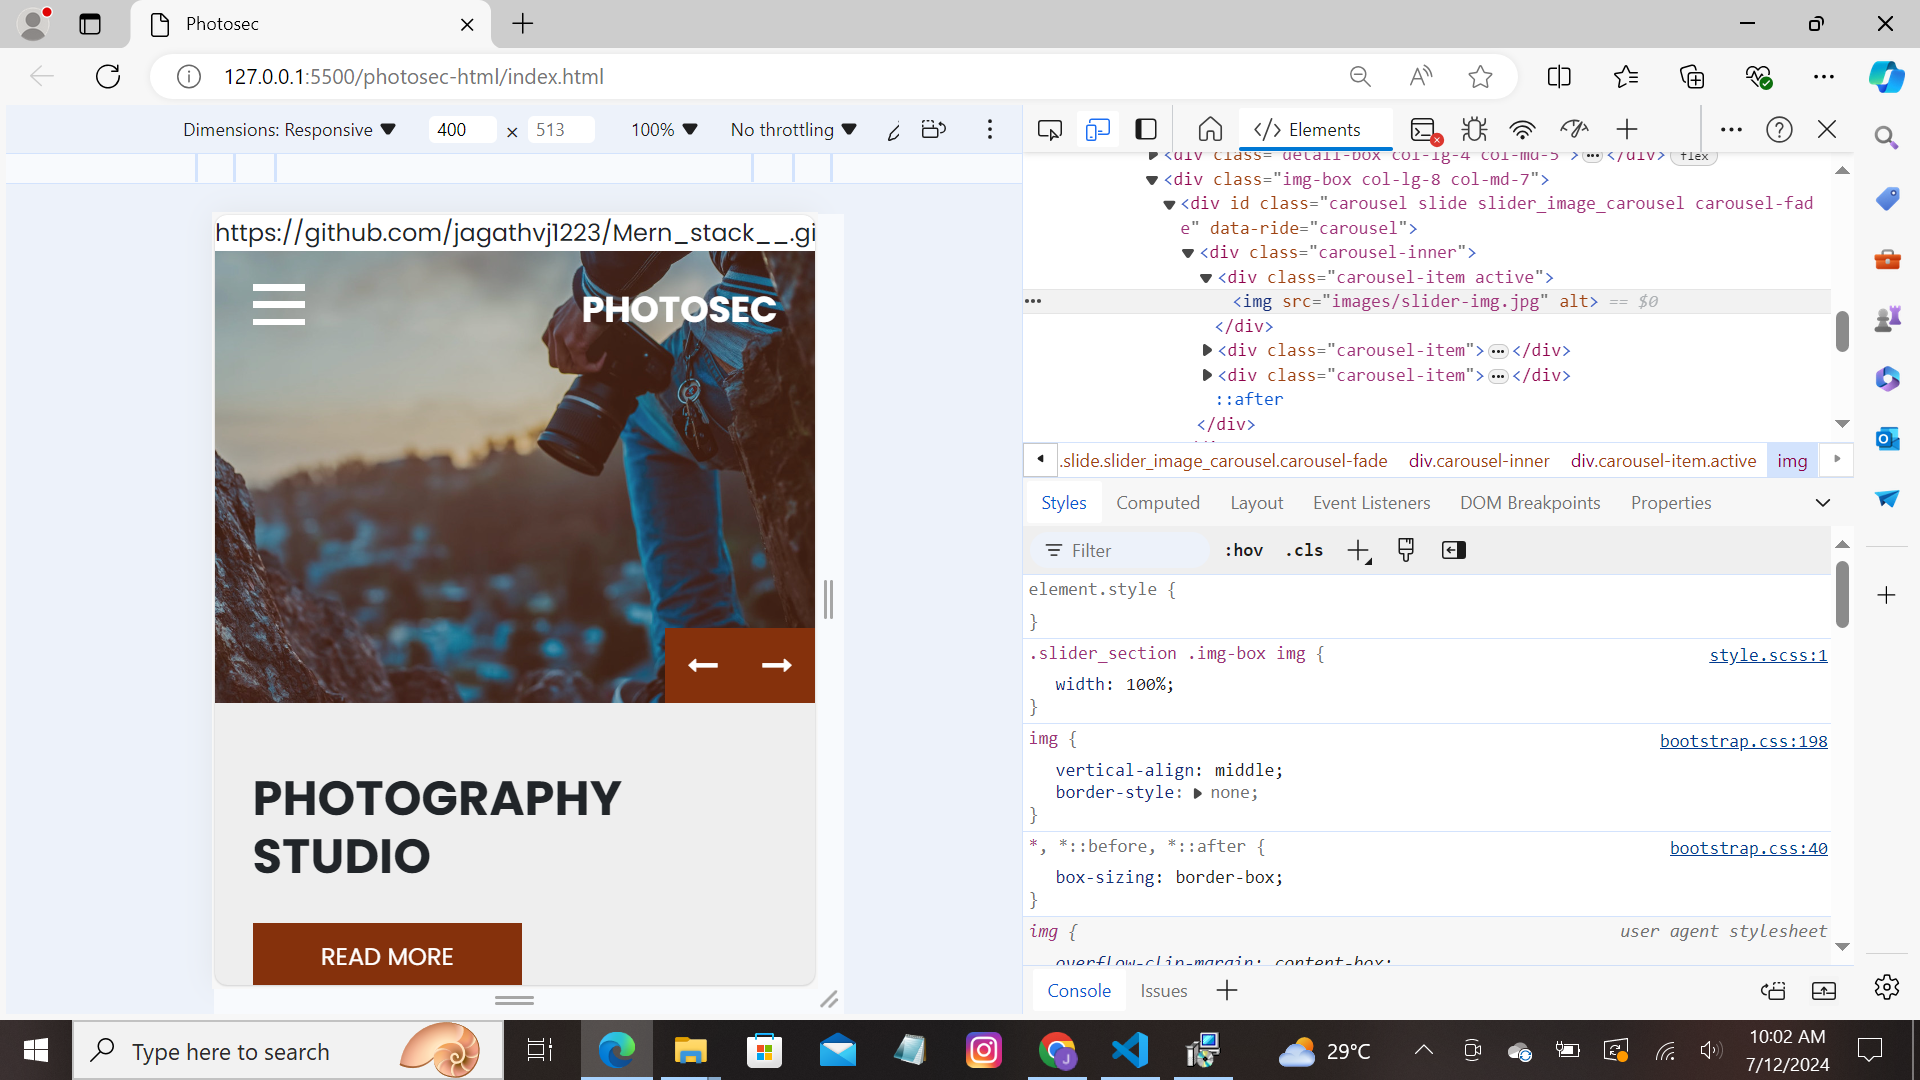 Photosec
127.0.0.1:5500/photosec-html/index.html
Dimensions: Responsive
400 × 513
100%
No throttling
Elements
<div class="detail-box col-lg-4 col-md-5">…</div> flex
<div class="img-box col-lg-8 col-md-7">
<div id class="carousel slide slider_image_carousel carousel-fad
e" data-ride="carousel">
<div class="carousel-inner">
<div class="carousel-item active">
<img src="images/slider-img.jpg" alt> == $0
</div>
<div class="carousel-item">…</div>
<div class="carousel-item">…</div>
::after
</div>
.slide.slider_image_carousel.carousel-fade div.carousel-inner div.carousel-item.active img
Styles Computed Layout Event Listeners DOM Breakpoints Properties
Filter :hov .cls
element.style {
}
.slider_section .img-box img { style.scss:1
width: 100%;
}
img { bootstrap.css:198
vertical-align: middle;
border-style: none;
}
*, *::before, *::after { bootstrap.css:40
box-sizing: border-box;
}
img { user agent stylesheet
overflow-clip-margin: content-box;
Console Issues
https://github.com/jagathvj1223/Mern_stack__.gi
PHOTOSEC
PHOTOGRAPHY
STUDIO
READ MORE
Type here to search
29°C
10:02 AM
7/12/2024